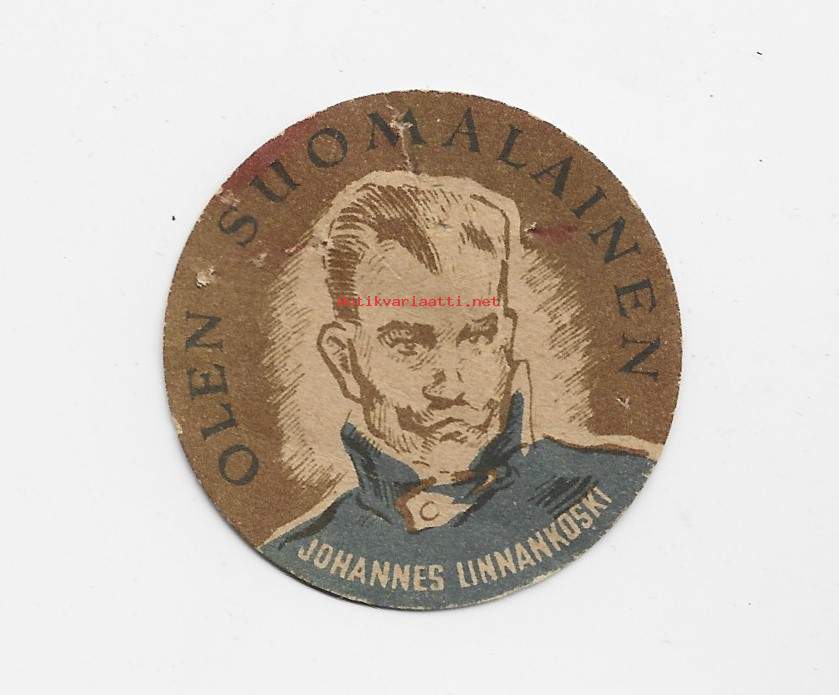 OLEN SUOMALAINEN
antikvariaatti.net
JOHANNES LINNANKOSKI